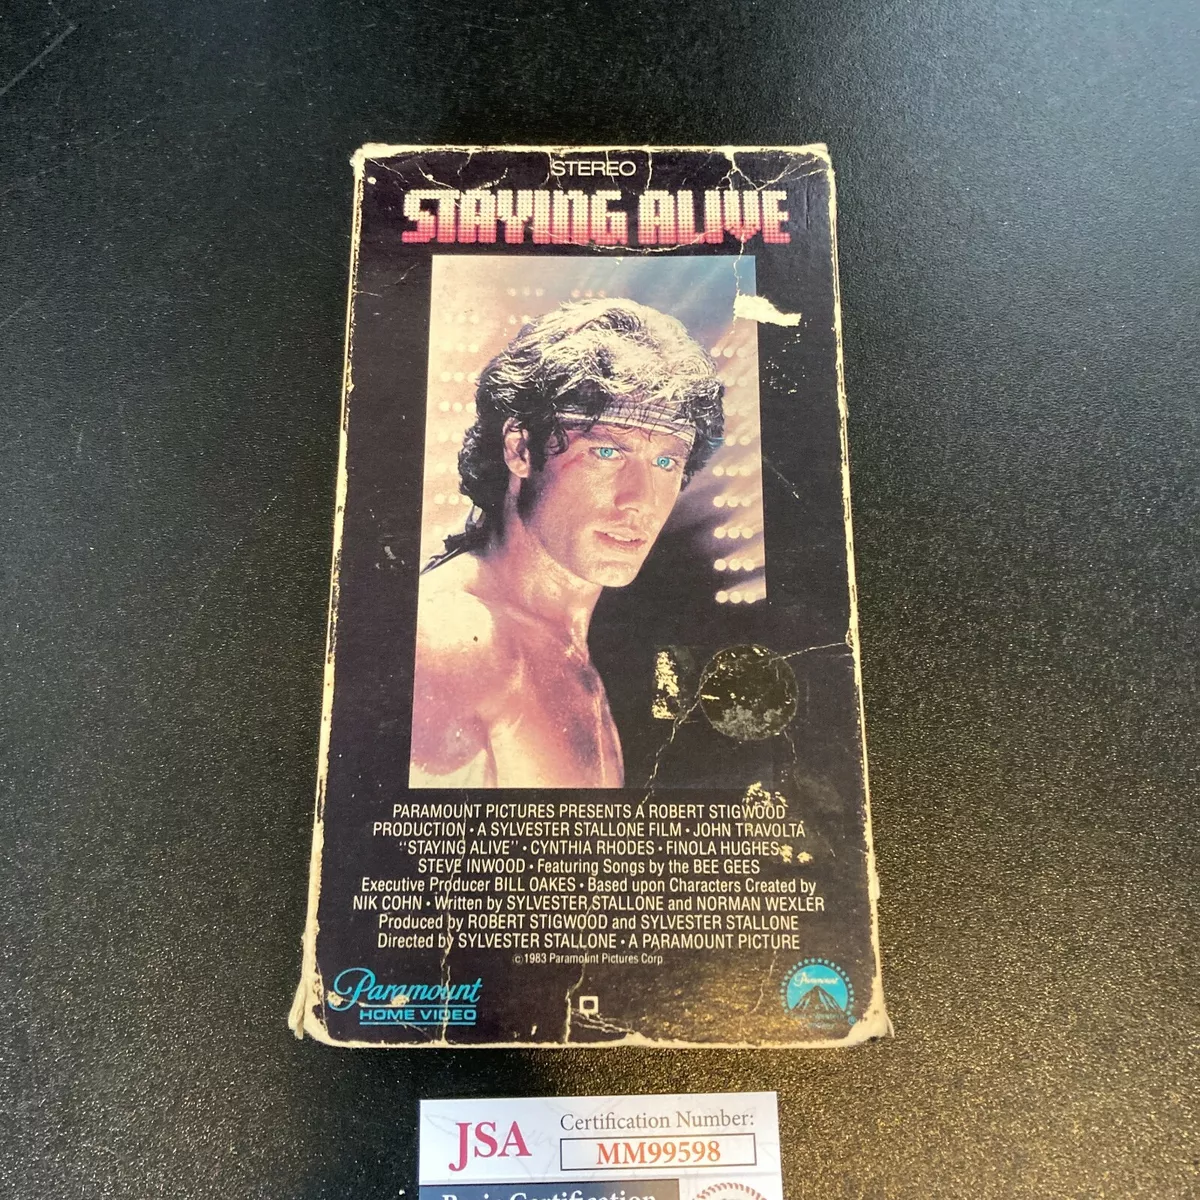 STEREO
STAYING ALIVE
PARAMOUNT PICTURES PRESENTS A ROBERT STIGWOOD
PRODUCTION • A SYLVESTER STALLONE FILM • JOHN TRAVOLTA
"STAYING ALIVE" • CYNTHIA RHODES • FINOLA HUGHES
STEVE INWOOD • Featuring Songs by the BEE GEES
Executive Producer BILL OAKES • Based upon Characters Created by
NIK COHN • Written by SYLVESTER STALLONE and NORMAN WEXLER
Produced by ROBERT STIGWOOD and SYLVESTER STALLONE
Directed by SYLVESTER STALLONE • A PARAMOUNT PICTURE
©1983 Paramount Pictures Corp
Paramount
HOME VIDEO
Paramount
JSA
Certification Number:
MM99598
Basic Certification